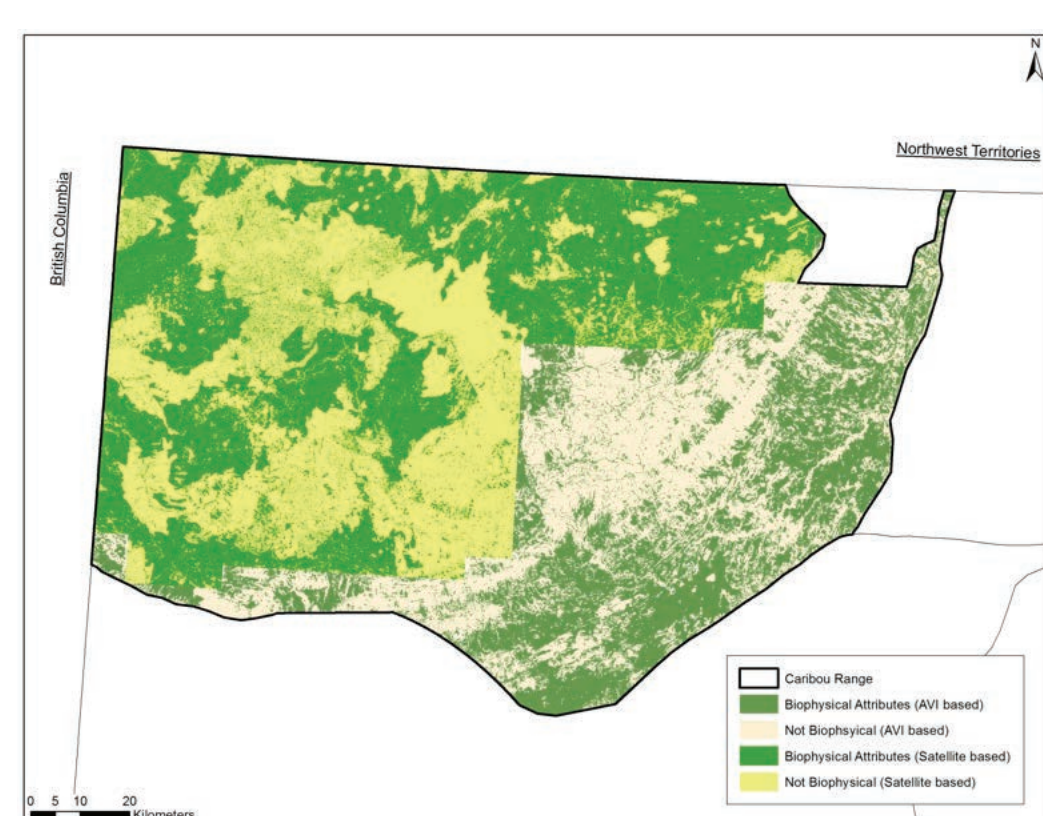 N
Northwest Territories
British Columbia
Caribou Range
Biophysical Attributes (AVI based)
Not Biophsyical (AVI based)
Biophysical Attributes (Satellite based)
Not Biophysical (Satellite based)
0 5 10 20
Kilometers